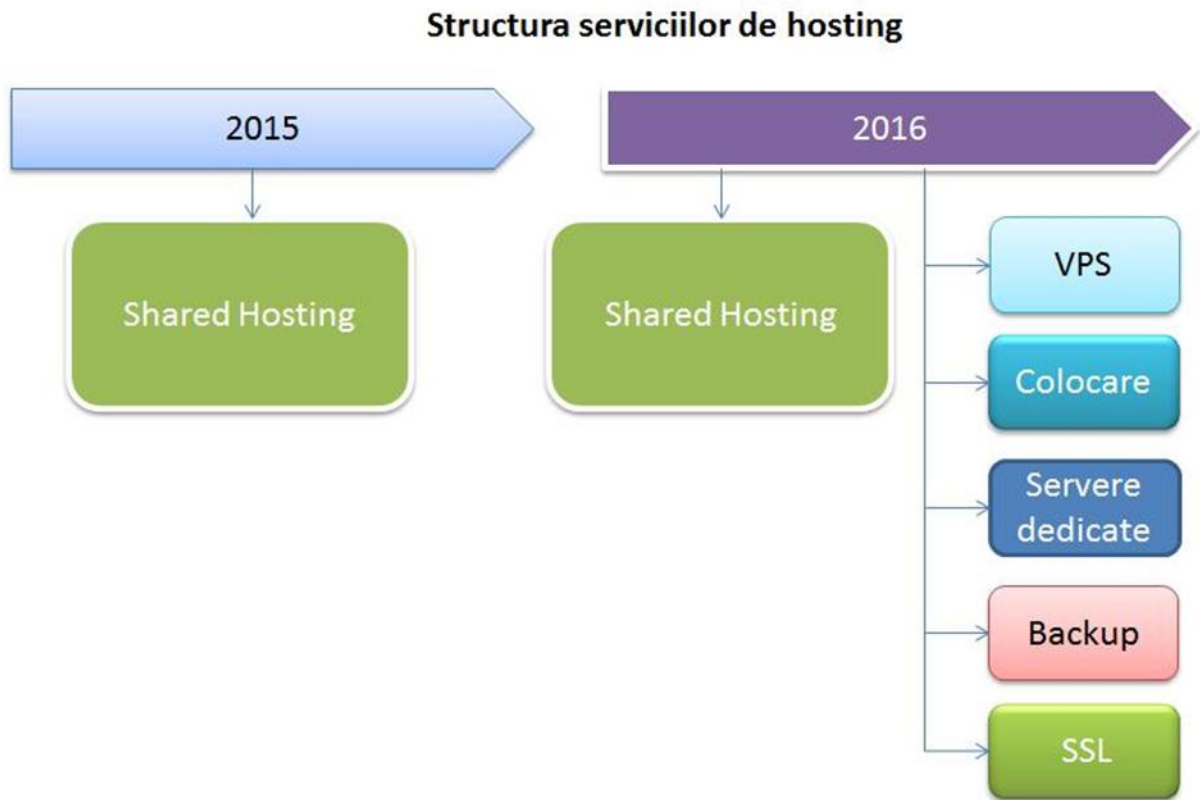 Structura serviciilor de hosting
2015
2016
Shared Hosting
Shared Hosting
VPS
Colocare
Servere
dedicate
Backup
SSL